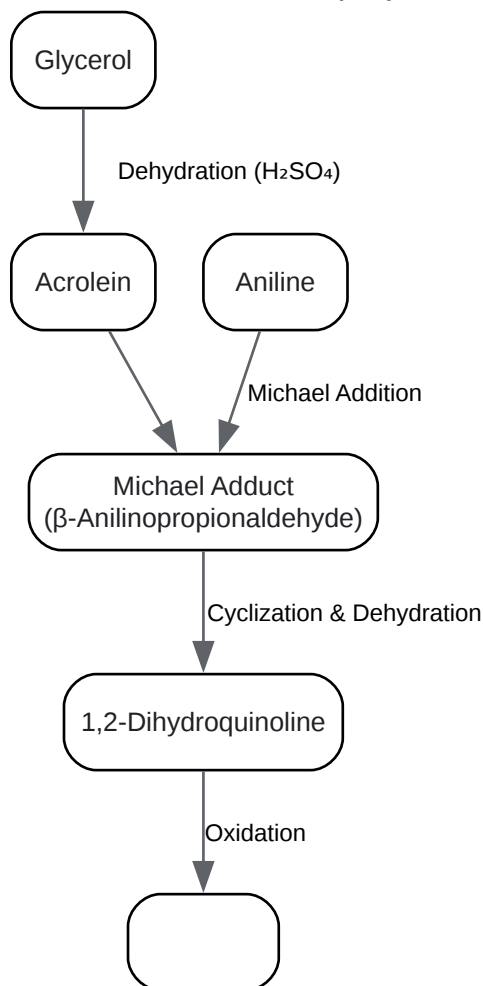 Glycerol
Dehydration (H₂SO₄)
Acrolein
Aniline
Michael Addition
Michael Adduct
(β-Anilinopropionaldehyde)
Cyclization & Dehydration
1,2-Dihydroquinoline
Oxidation